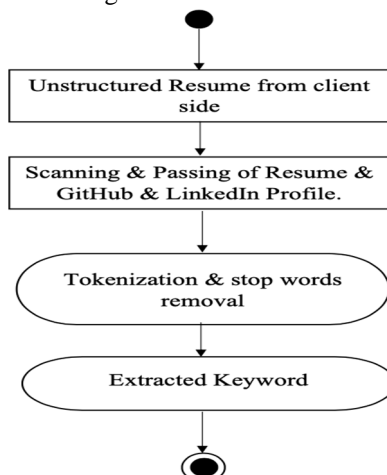 Unstructured Resume from client
side
Scanning & Passing of Resume &
GitHub & LinkedIn Profile.
Tokenization & stop words
removal
Extracted Keyword